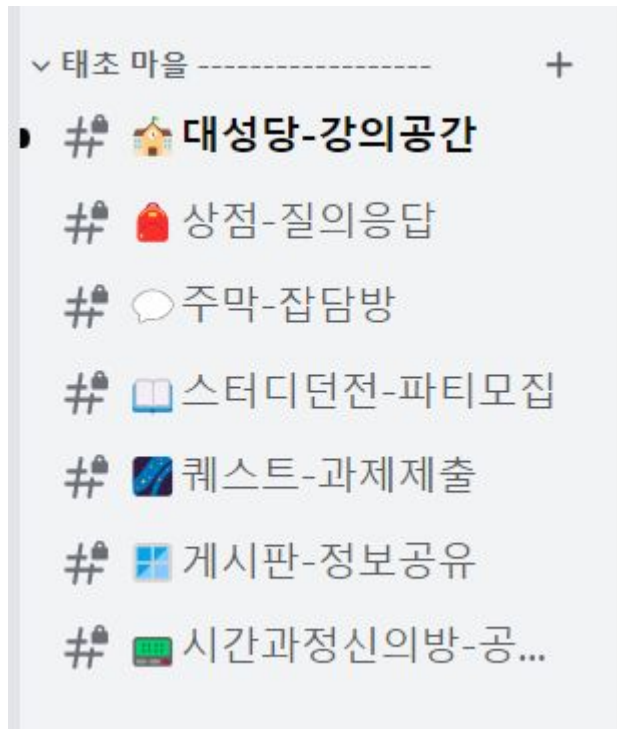 태초 마을 ------------------
대성당-강의공간
상점-질의응답
주막-잡담방
스터디던전-파티모집
퀘스트-과제제출
게시판-정보공유
시간과정신의방-공...